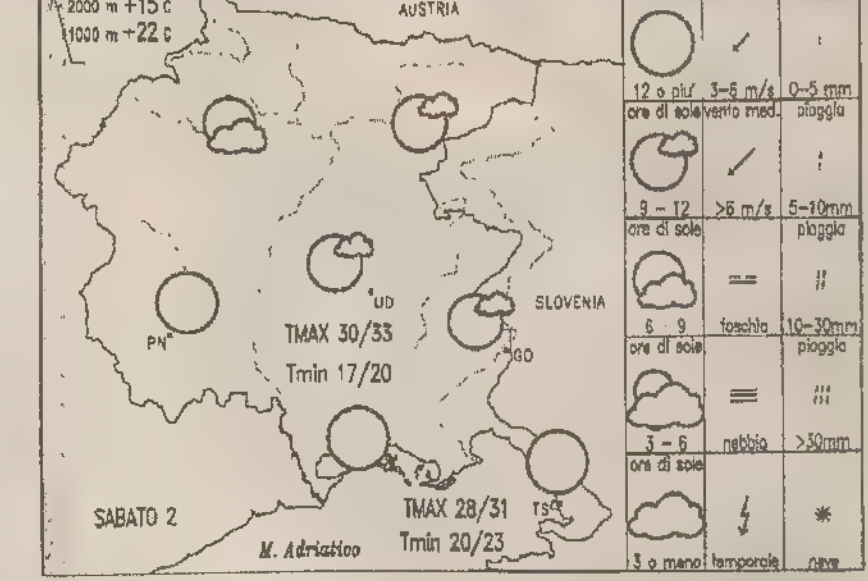 2000 m +15 C
1000 m +22 C
AUSTRIA
SLOVENIA
UD
PN
GO
TMAX 30/33
Tmin 17/20
SABATO 2
M. Adriatico
TMAX 28/31
Tmin 20/23
TS
12 o piu'
ore di sole
3-6 m/s
vento med.
0-5 mm
pioggia
9 - 12
ore di sole
>6 m/s
5-10mm
pioggia
6 - 9
ore di sole
foschia
10-30mm
pioggia
3 - 6
ore di sole
nebbia
>30mm
3 o meno
temporale
neve